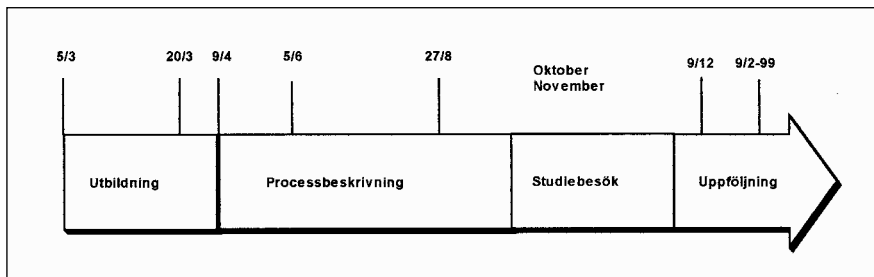 5/3 20/3 9/4 5/6 27/8 Oktober 9/12 9/2-99
November
Utbildning Processbeskrivning Studiebesök Uppföljning